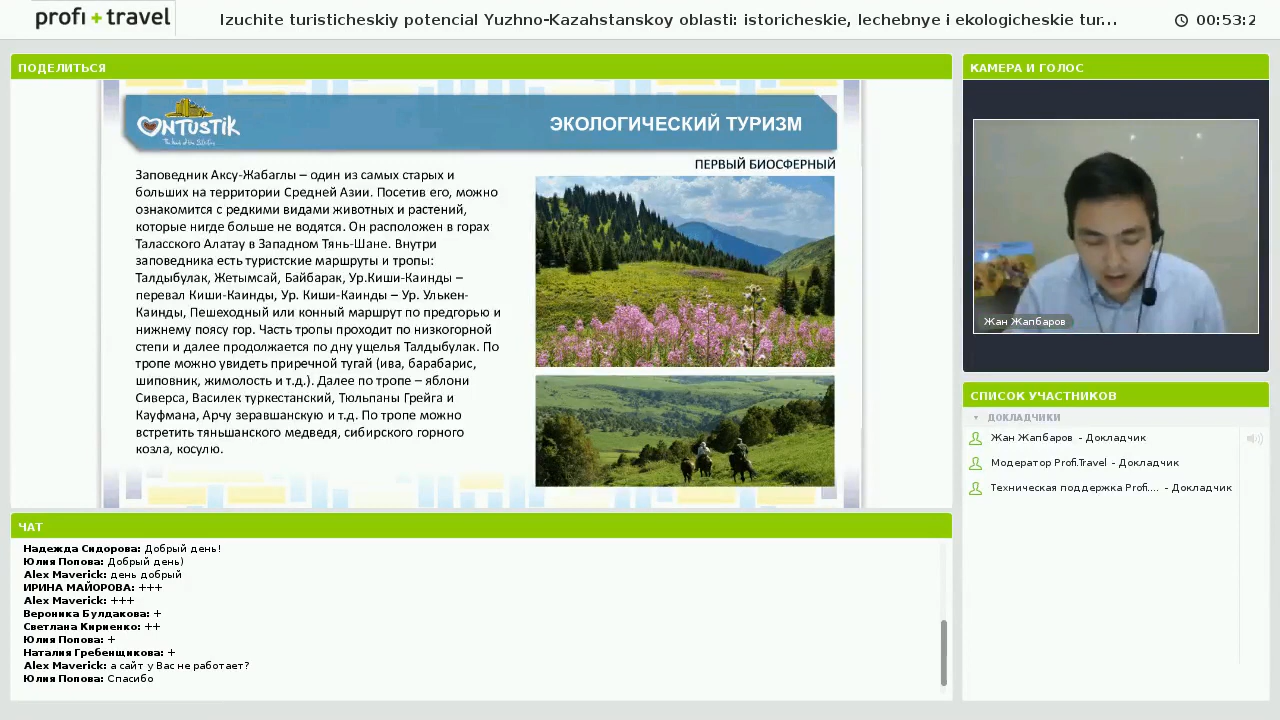 profi + travel
Izuchite turisticheskiy potencial Yuzhno-Kazahstanskoy oblasti: istoricheskie, lechebnye i ekologicheskie tur...
00:53:2
ПОДЕЛИТЬСЯ
ONTUSTIK
ЭКОЛОГИЧЕСКИЙ ТУРИЗМ
ПЕРВЫЙ БИОСФЕРНЫЙ
Заповедник Аксу-Жабаглы – один из самых старых и
больших на территории Средней Азии. Посетив его, можно
ознакомится с редкими видами животных и растений,
которые нигде больше не водятся. Он расположен в горах
Таласского Алатау в Западном Тянь-Шане. Внутри
заповедника есть туристские маршруты и тропы:
Талдыбулак, Жетымсай, Байбарак, Ур.Киши-Каинды –
перевал Киши-Каинды, Ур. Киши-Каинды – Ур. Улькен-
Каинды, Пешеходный или конный маршрут по предгорью и
нижнему поясу гор. Часть тропы проходит по низкогорной
степи и далее продолжается по дну ущелья Талдыбулак. По
тропе можно увидеть приречной тугай (ива, барабарис,
шиповник, жимолость и т.д.). Далее по тропе – яблони
Сиверса, Василек туркестанский, Тюльпаны Грейга и
Кауфмана, Арчу зеравшанскую и т.д. По тропе можно
встретить тяньшанского медведя, сибирского горного
козла, косулю.
КАМЕРА И ГОЛОС
Жан Жапбаров
СПИСОК УЧАСТНИКОВ
ДОКЛАДЧИКИ
Жан Жапбаров - Докладчик
Модератор Profi.Travel - Докладчик
Техническая поддержка Profi.... - Докладчик
ЧАТ
Надежда Сидорова: Добрый день!
Юлия Попова: Добрый день)
Alex Maverick: день добрый
ИРИНА МАЙОРОВА: +++
Alex Maverick: +++
Вероника Булдакова: +
Светлана Кириенко: ++
Юлия Попова: +
Наталия Гребенщикова: +
Alex Maverick: а сайт у Вас не работает?
Юлия Попова: Спасибо